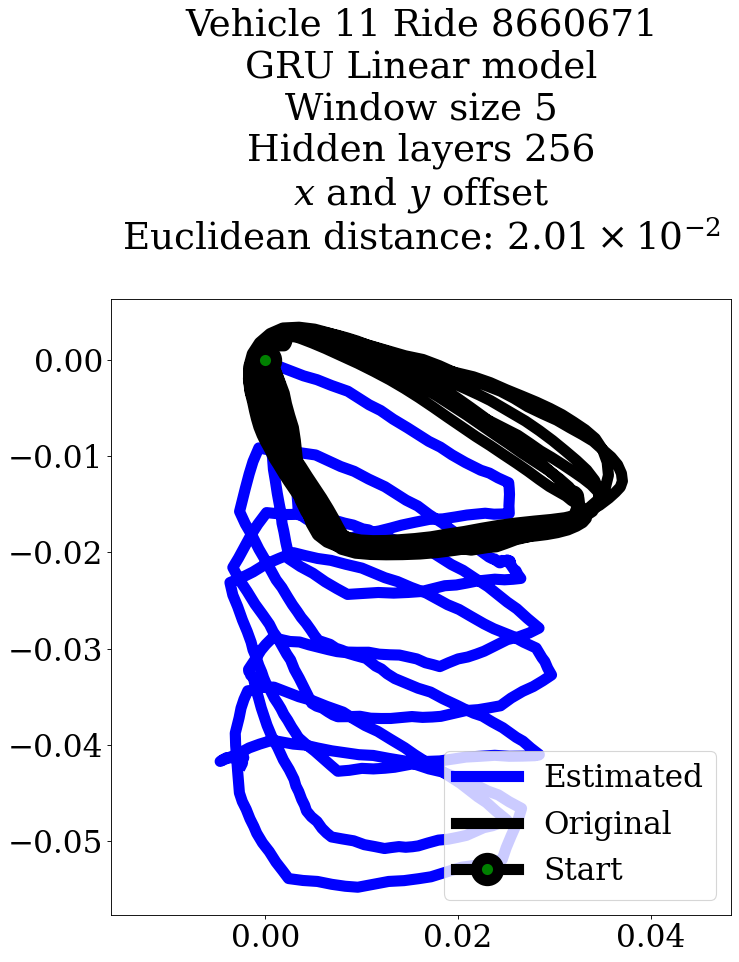 Vehicle 11 Ride 8660671
GRU Linear model
Window size 5
Hidden layers 256
x and y offset
Euclidean distance: 2.01 × 10⁻²
0.00
−0.01
−0.02
−0.03
−0.04
−0.05
Estimated
Original
Start
0.00 0.02 0.04